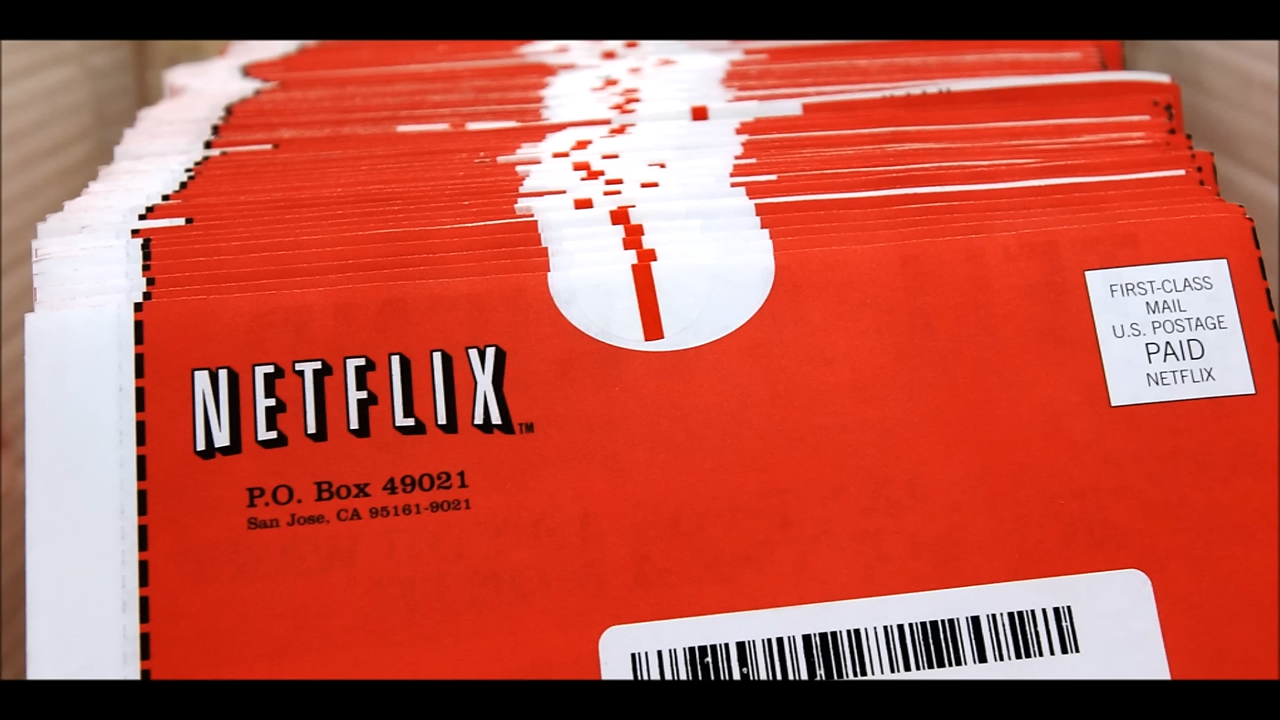 NETFLIX™
P.O. Box 49021
San Jose, CA 95161-9021
FIRST-CLASS
MAIL
U.S. POSTAGE
PAID
NETFLIX